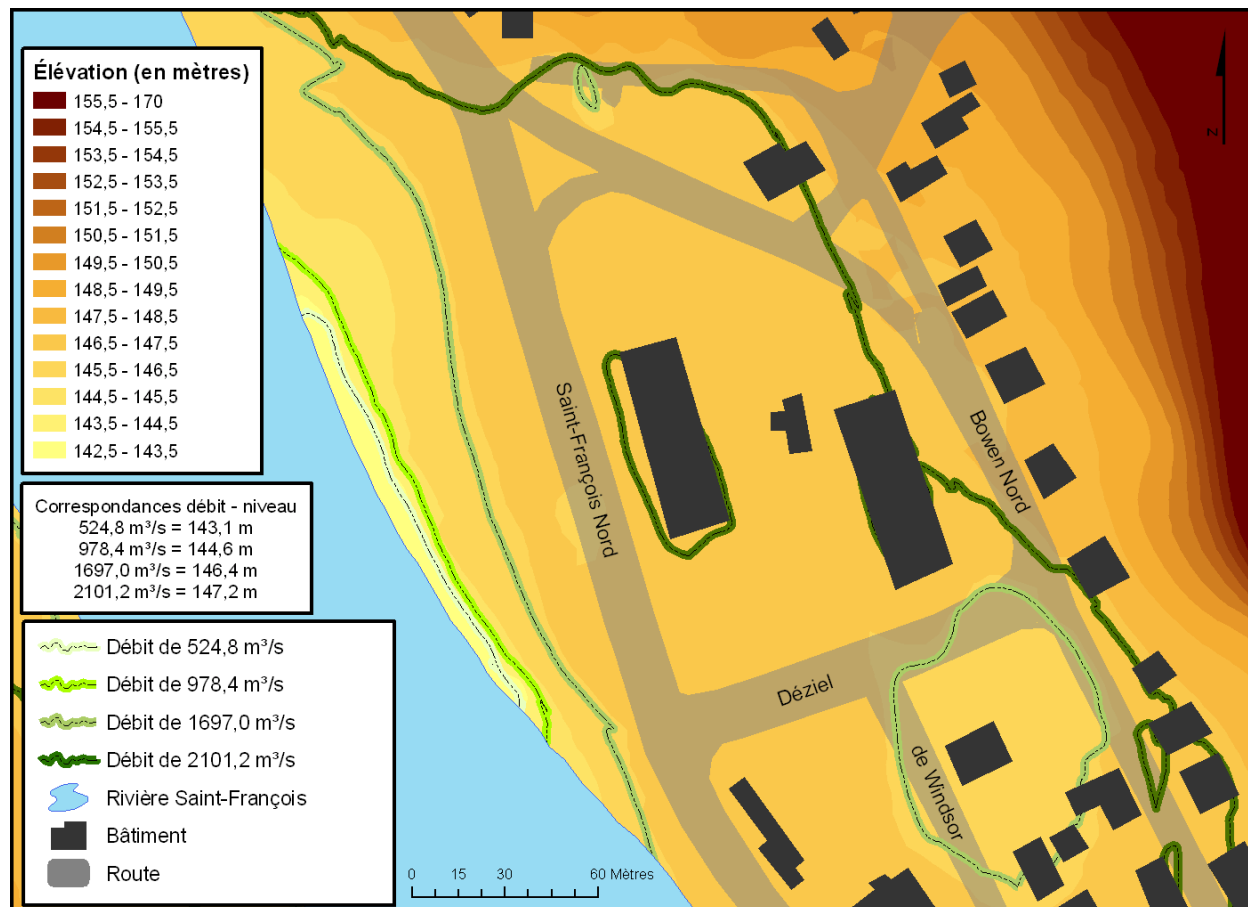 Élévation (en mètres)
155,5 - 170
154,5 - 155,5
153,5 - 154,5
152,5 - 153,5
151,5 - 152,5
150,5 - 151,5
149,5 - 150,5
148,5 - 149,5
147,5 - 148,5
146,5 - 147,5
145,5 - 146,5
144,5 - 145,5
143,5 - 144,5
142,5 - 143,5
Correspondances débit - niveau
524,8 m³/s = 143,1 m
978,4 m³/s = 144,6 m
1697,0 m³/s = 146,4 m
2101,2 m³/s = 147,2 m
Débit de 524,8 m³/s
Débit de 978,4 m³/s
Débit de 1697,0 m³/s
Débit de 2101,2 m³/s
Rivière Saint-François
Bâtiment
Route
N
Saint-François Nord
Bowen Nord
Déziel
de Windsor
0 15 30 60 Mètres